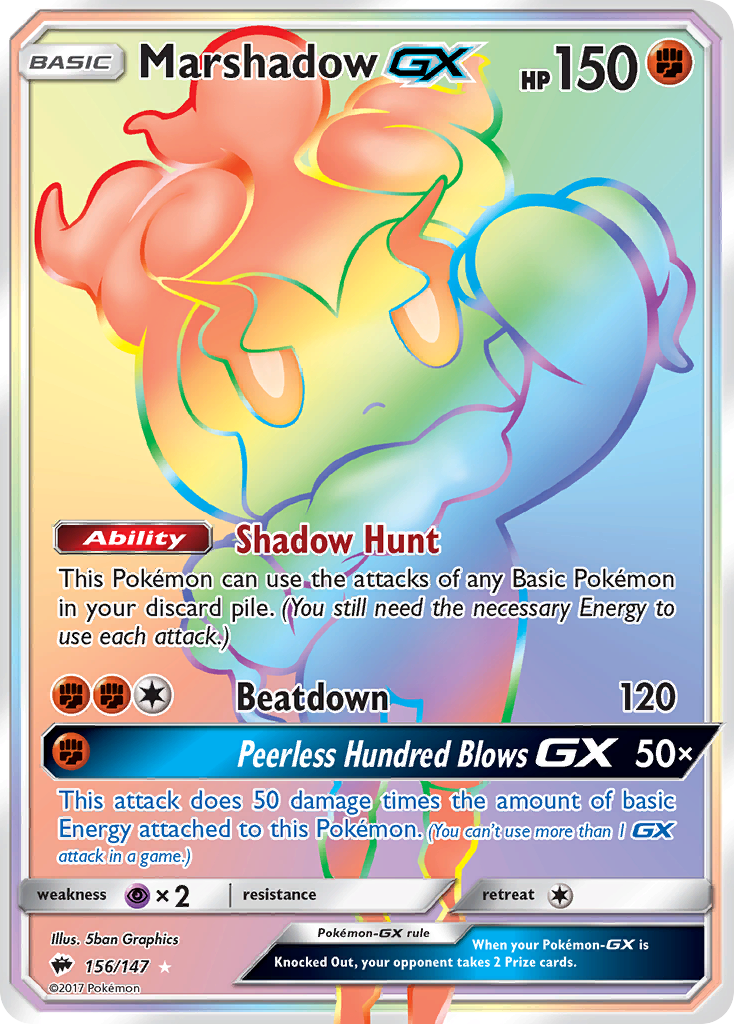 BASIC Marshadow GX HP 150
Ability Shadow Hunt
This Pokémon can use the attacks of any Basic Pokémon
in your discard pile. (You still need the necessary Energy to
use each attack.)
Beatdown 120
Peerless Hundred Blows GX 50×
This attack does 50 damage times the amount of basic
Energy attached to this Pokémon. (You can't use more than 1 GX
attack in a game.)
weakness × 2 resistance retreat
Illus. 5ban Graphics
Pokémon-GX rule
When your Pokémon-GX is
Knocked Out, your opponent takes 2 Prize cards.
156/147
©2017 Pokémon